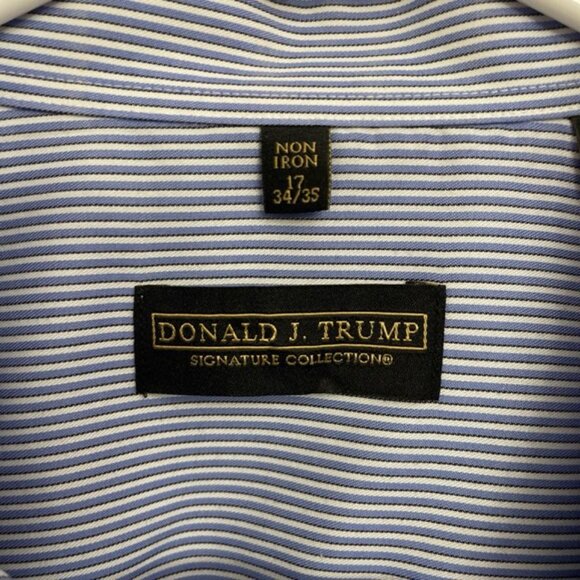 NON
IRON
17
34/35
DONALD J. TRUMP
SIGNATURE COLLECTION®